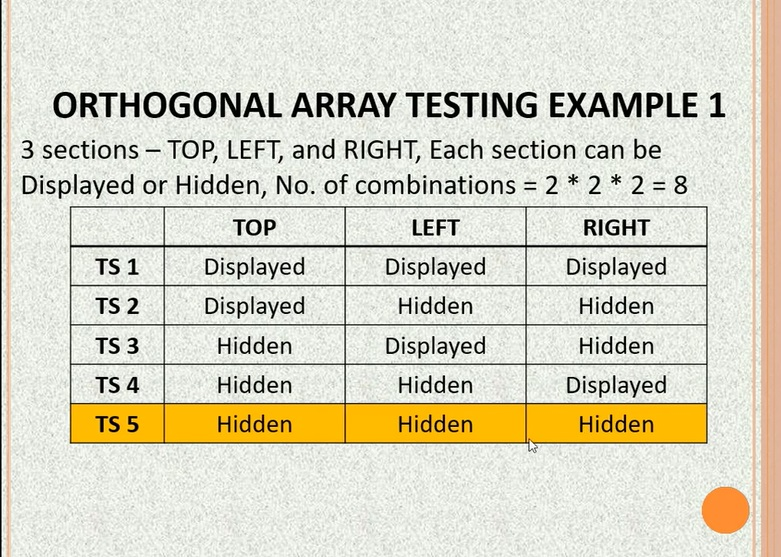 ORTHOGONAL ARRAY TESTING EXAMPLE 1
3 sections – TOP, LEFT, and RIGHT, Each section can be
Displayed or Hidden, No. of combinations = 2 * 2 * 2 = 8
TOP LEFT RIGHT
TS 1 Displayed Displayed Displayed
TS 2 Displayed Hidden Hidden
TS 3 Hidden Displayed Hidden
TS 4 Hidden Hidden Displayed
TS 5 Hidden Hidden Hidden